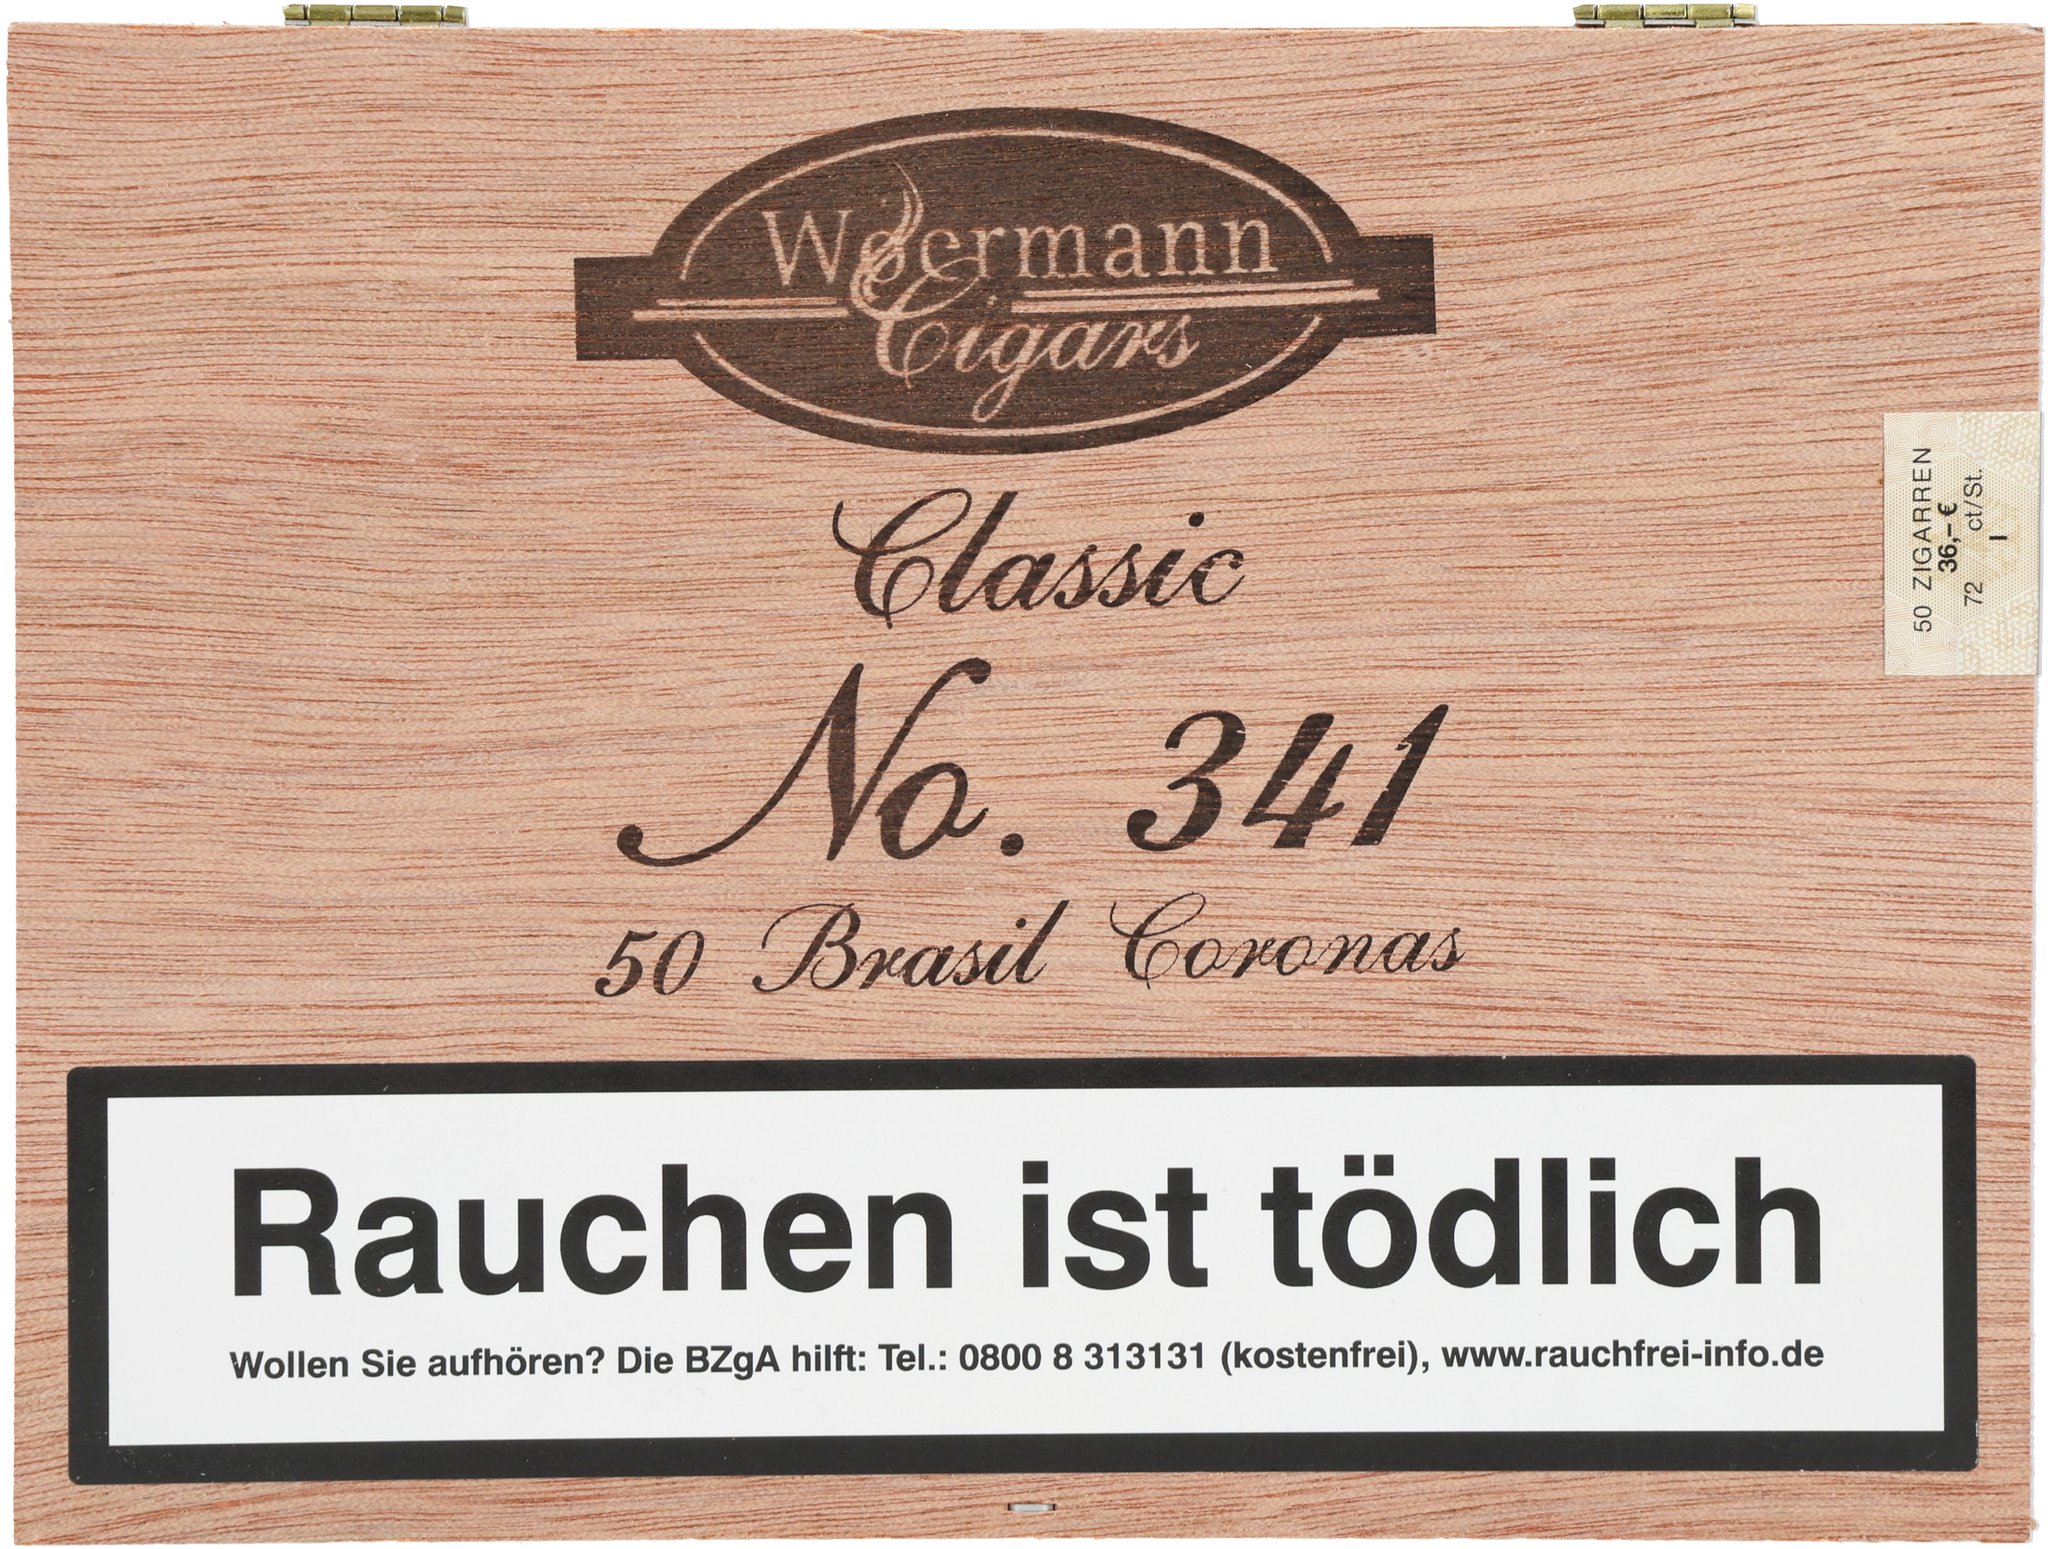 Woermann
Cigars
Classic
No. 341
50 Brasil Coronas
50 ZIGARREN
36,– €
72 ct/St.
I
Rauchen ist tödlich
Wollen Sie aufhören? Die BZgA hilft: Tel.: 0800 8 313131 (kostenfrei), www.rauchfrei-info.de